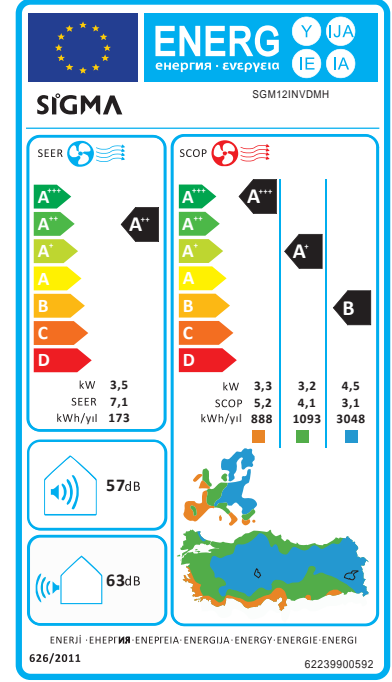 ENERG Y IJA
енергия · ενεργεια IE IA
SIGMA
SGM12INVDMH
SEER
A+++
A++
A+
A
B
C
D
A++
kW 3,5
SEER 7,1
kWh/yıl 173
SCOP
A+++
A++
A+
A
B
C
D
A+++
A+
B
kW 3,3 3,2 4,5
SCOP 5,2 4,1 3,1
kWh/yıl 888 1093 3048
57dB
63dB
ENERJİ ·ЕНЕРГИЯ·ΕΝΕΡΓΕΙΑ·ENERGIJA·ENERGY·ENERGIE·ENERGI
626/2011
62239900592